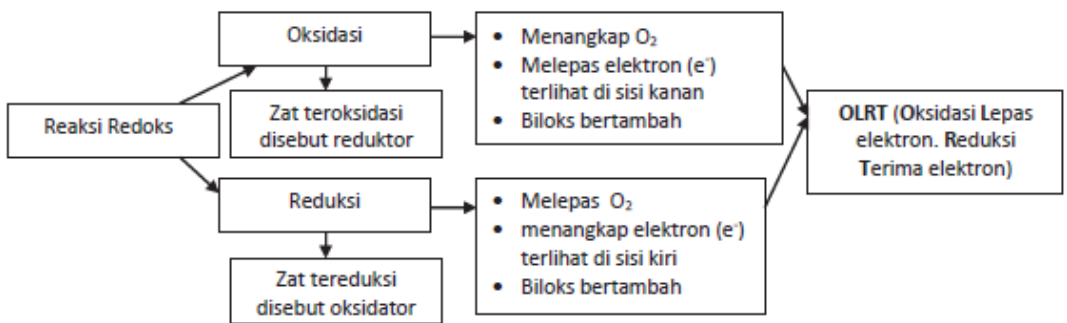 Reaksi Redoks
Oksidasi
Zat teroksidasi
disebut reduktor
• Menangkap O₂
• Melepas elektron (e⁻)
terlihat di sisi kanan
• Biloks bertambah
Reduksi
Zat tereduksi
disebut oksidator
• Melepas O₂
• menangkap elektron (e⁻)
terlihat di sisi kiri
• Biloks bertambah
OLRT (Oksidasi Lepas
elektron. Reduksi
Terima elektron)